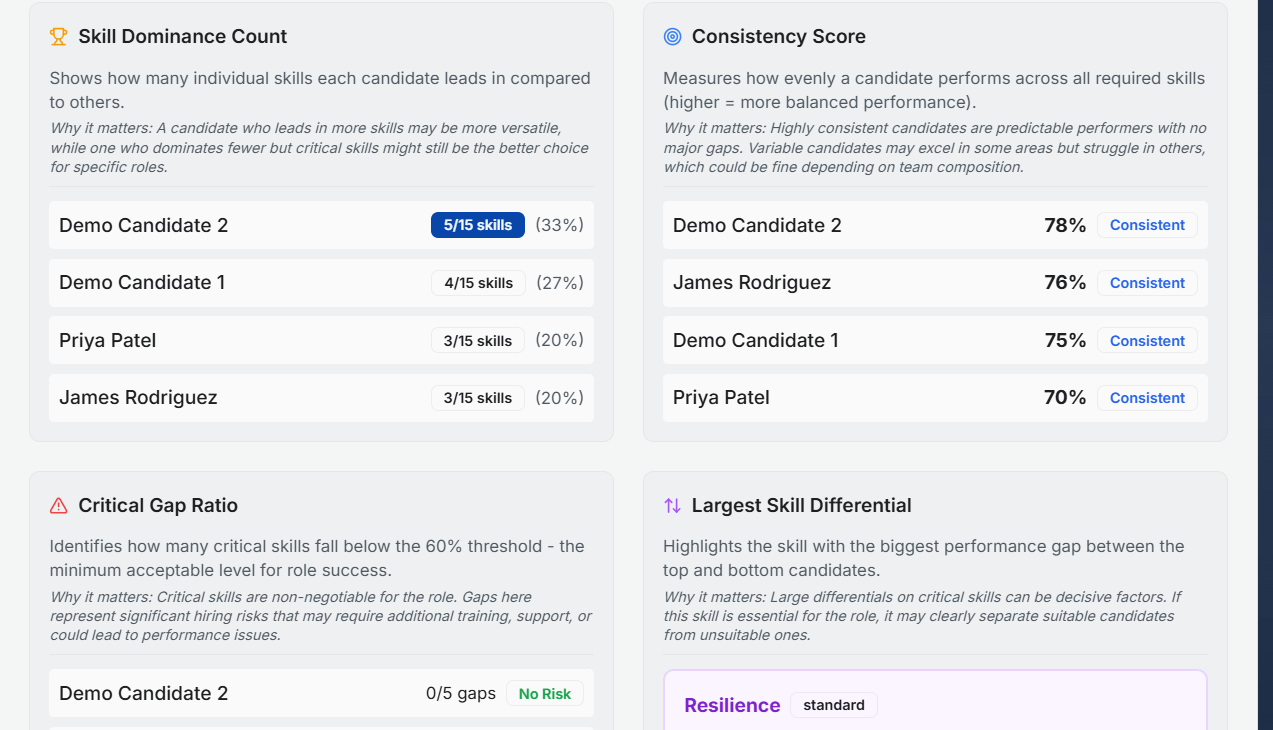 Skill Dominance Count
Shows how many individual skills each candidate leads in compared
to others.
Why it matters: A candidate who leads in more skills may be more versatile,
while one who dominates fewer but critical skills might still be the better choice
for specific roles.
Demo Candidate 2 5/15 skills (33%)
Demo Candidate 1 4/15 skills (27%)
Priya Patel 3/15 skills (20%)
James Rodriguez 3/15 skills (20%)
Consistency Score
Measures how evenly a candidate performs across all required skills
(higher = more balanced performance).
Why it matters: Highly consistent candidates are predictable performers with no
major gaps. Variable candidates may excel in some areas but struggle in others,
which could be fine depending on team composition.
Demo Candidate 2 78% Consistent
James Rodriguez 76% Consistent
Demo Candidate 1 75% Consistent
Priya Patel 70% Consistent
Critical Gap Ratio
Identifies how many critical skills fall below the 60% threshold - the
minimum acceptable level for role success.
Why it matters: Critical skills are non-negotiable for the role. Gaps here
represent significant hiring risks that may require additional training, support, or
could lead to performance issues.
Demo Candidate 2 0/5 gaps No Risk
Largest Skill Differential
Highlights the skill with the biggest performance gap between the
top and bottom candidates.
Why it matters: Large differentials on critical skills can be decisive factors. If
this skill is essential for the role, it may clearly separate suitable candidates
from unsuitable ones.
Resilience standard